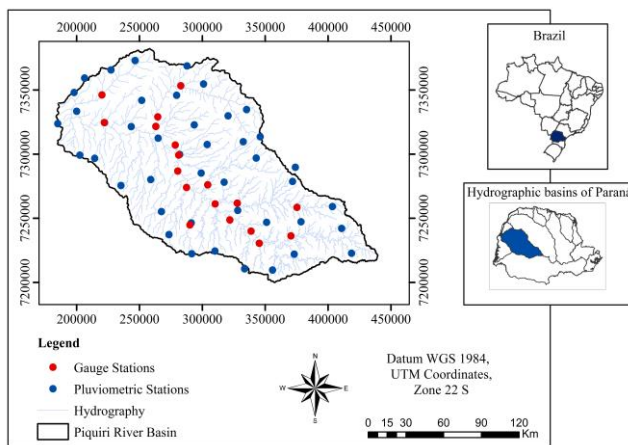 200000 250000 300000 350000 400000 450000
7350000
7300000
7250000
7200000
7350000
7300000
7250000
7200000
200000 250000 300000 350000 400000 450000
Brazil
Hydrographic basins of Paraná
Legend
Gauge Stations
Pluviometric Stations
Hydrography
Piquiri River Basin
N
W
E
S
Datum WGS 1984,
UTM Coordinates,
Zone 22 S
0 15 30 60 90 120
Km